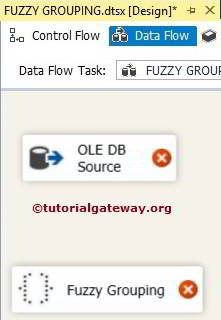 FUZZY GROUPING.dtsx [Design]*
Control Flow
Data Flow
Data Flow Task:
FUZZY GROUP
OLE DB
Source
©tutorialgateway.org
Fuzzy Grouping